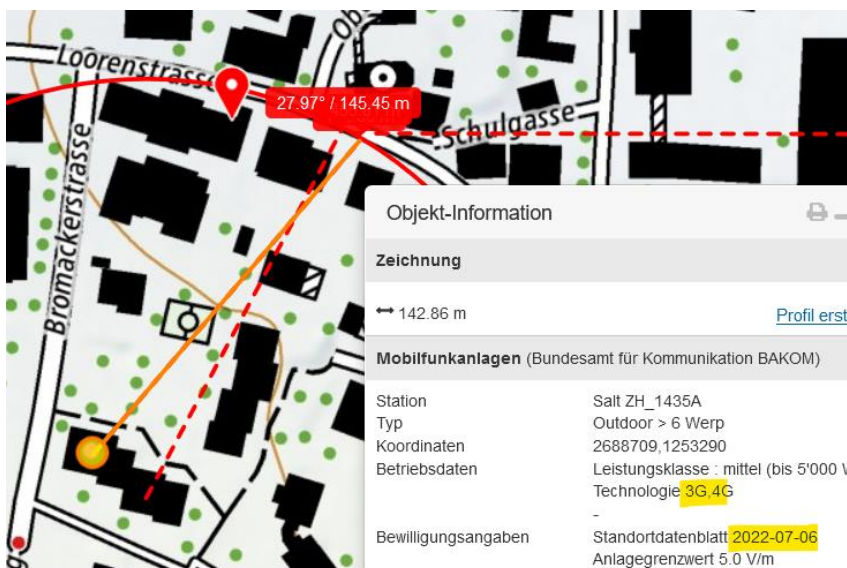 Loorenstrasse
Ob
27.97° / 145.45 m
Schulgasse
Bromackerstrasse
Objekt-Information
Zeichnung
142.86 m
Profil erst
Mobilfunkanlagen (Bundesamt für Kommunikation BAKOM)
Station Salt ZH_1435A
Typ Outdoor > 6 Werp
Koordinaten 2688709,1253290
Betriebsdaten Leistungsklasse : mittel (bis 5'000 W
Technologie 3G,4G
-
Bewilligungsangaben Standortdatenblatt 2022-07-06
Anlagegrenzwert 5.0 V/m